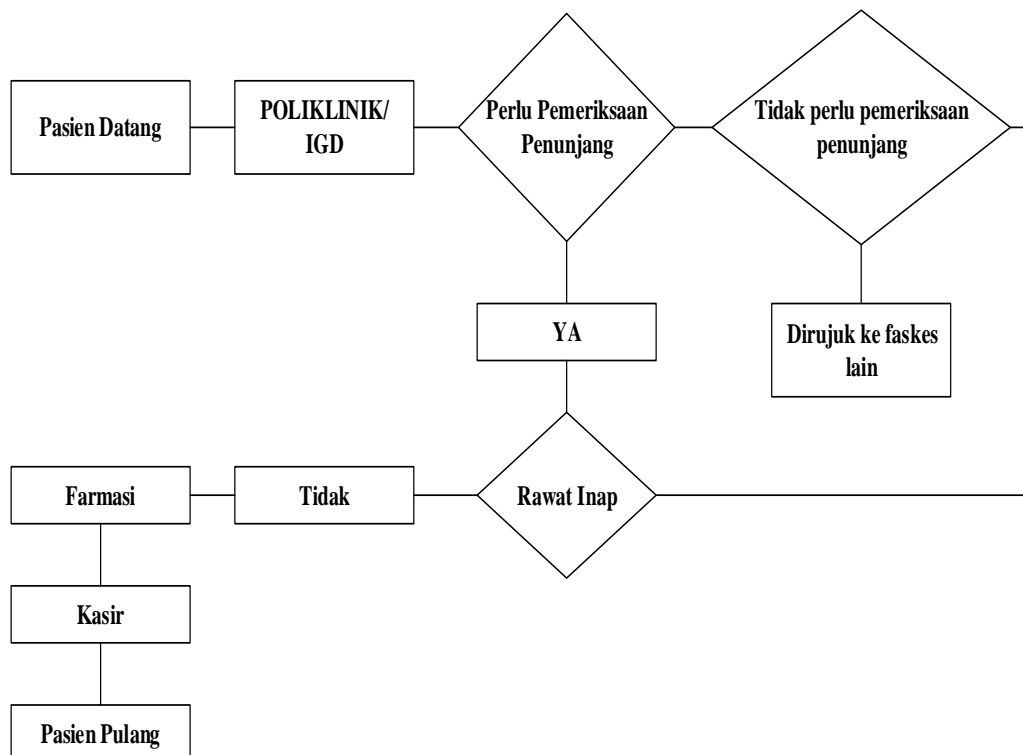 Pasien Datang
POLIKLINIK/
IGD
Perlu Pemeriksaan
Penunjang
Tidak perlu pemeriksaan
penunjang
YA
Dirujuk ke faskes
lain
Farmasi
Tidak
Rawat Inap
Kasir
Pasien Pulang